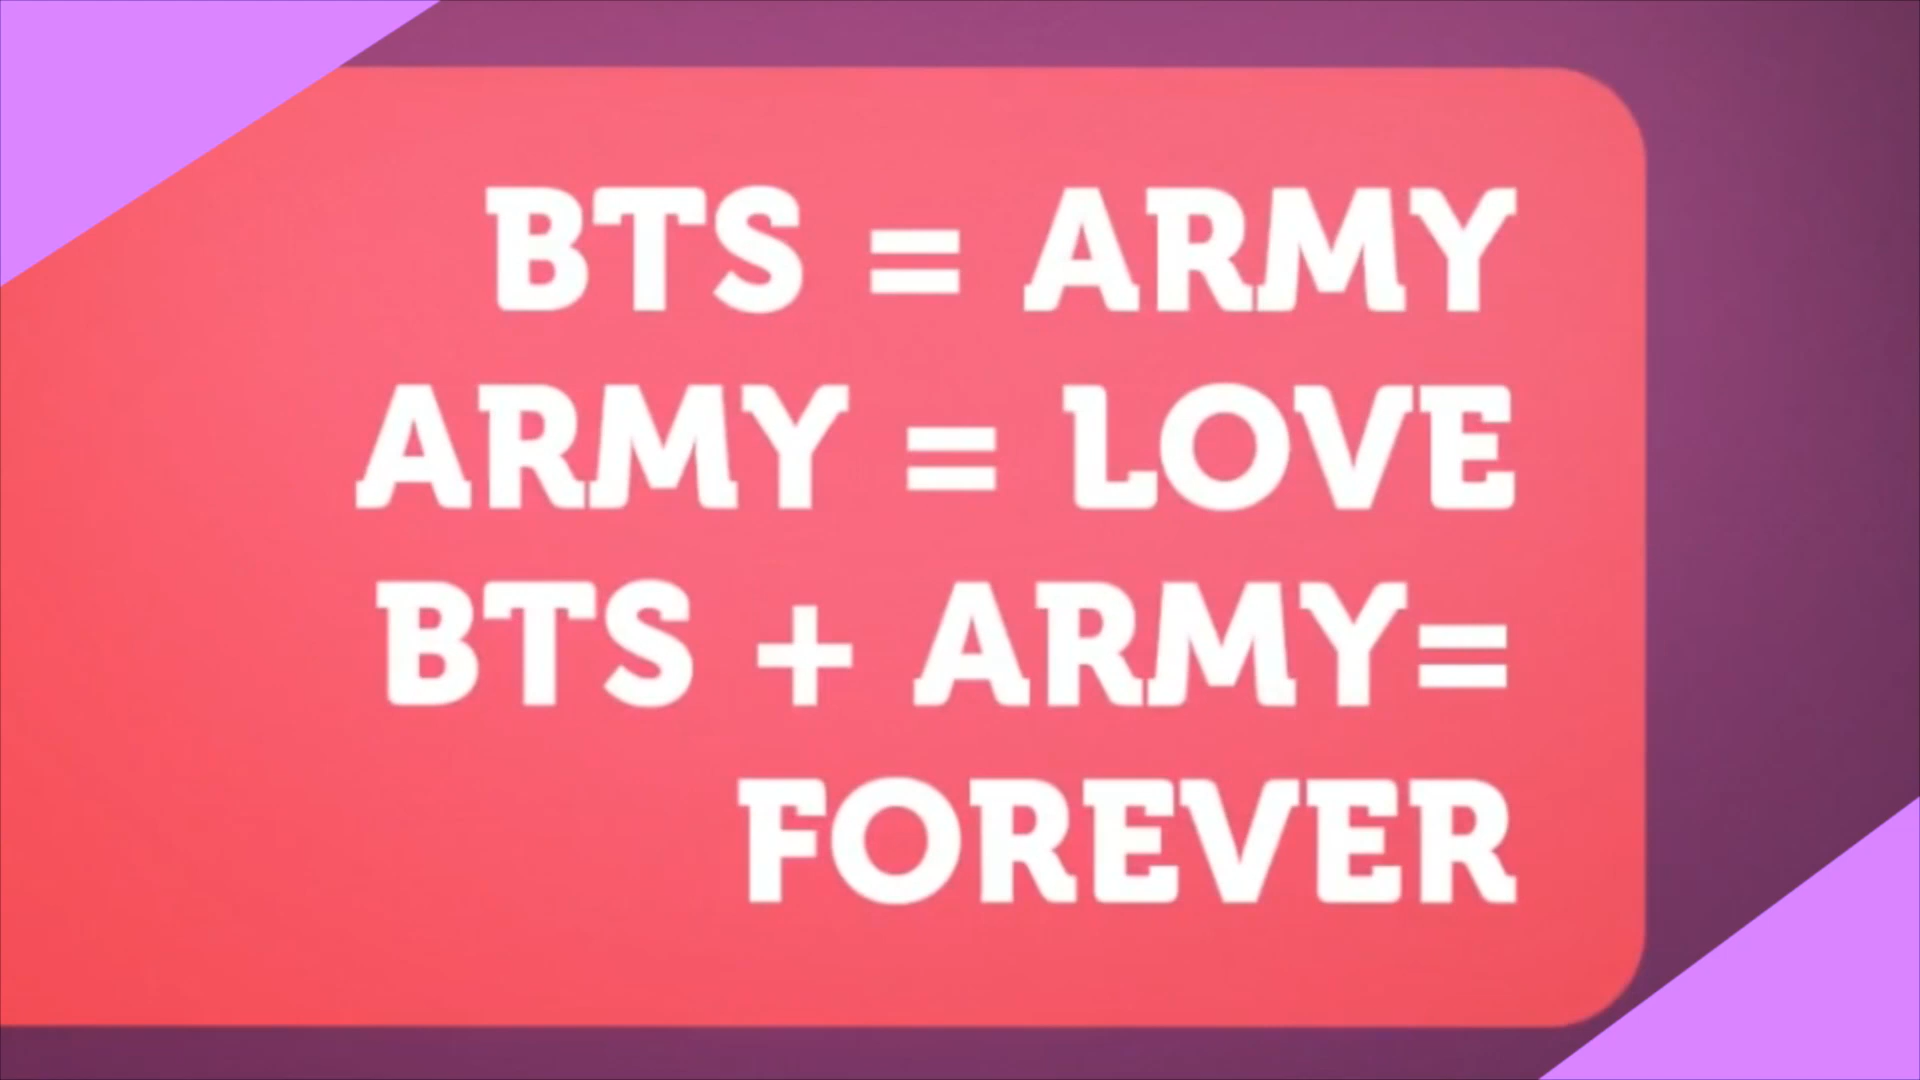 BTS = ARMY
ARMY = LOVE
BTS + ARMY=
FOREVER